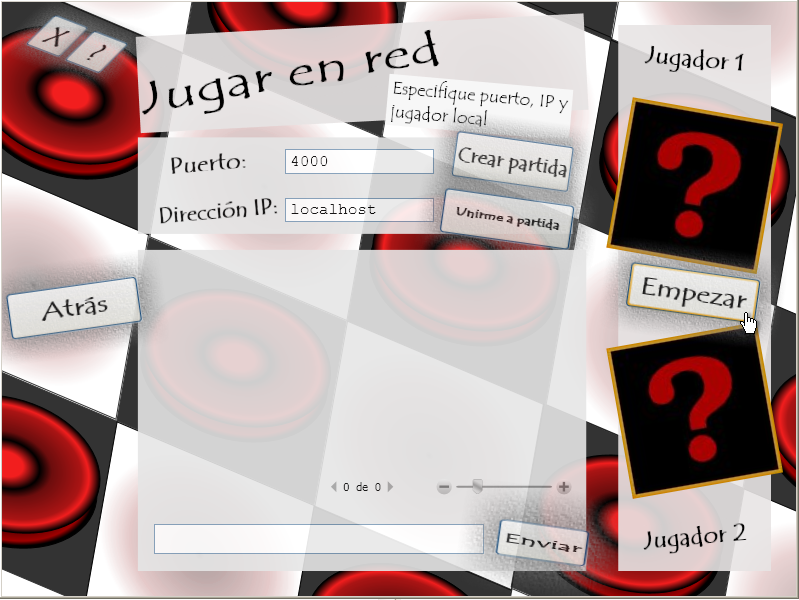 X ?
Jugar en red
Especifique puerto, IP y
jugador local
Puerto:
4000
Crear partida
Dirección IP:
localhost
Unirme a partida
Atrás
0 de 0
Enviar
Jugador 1
?
Empezar
?
Jugador 2